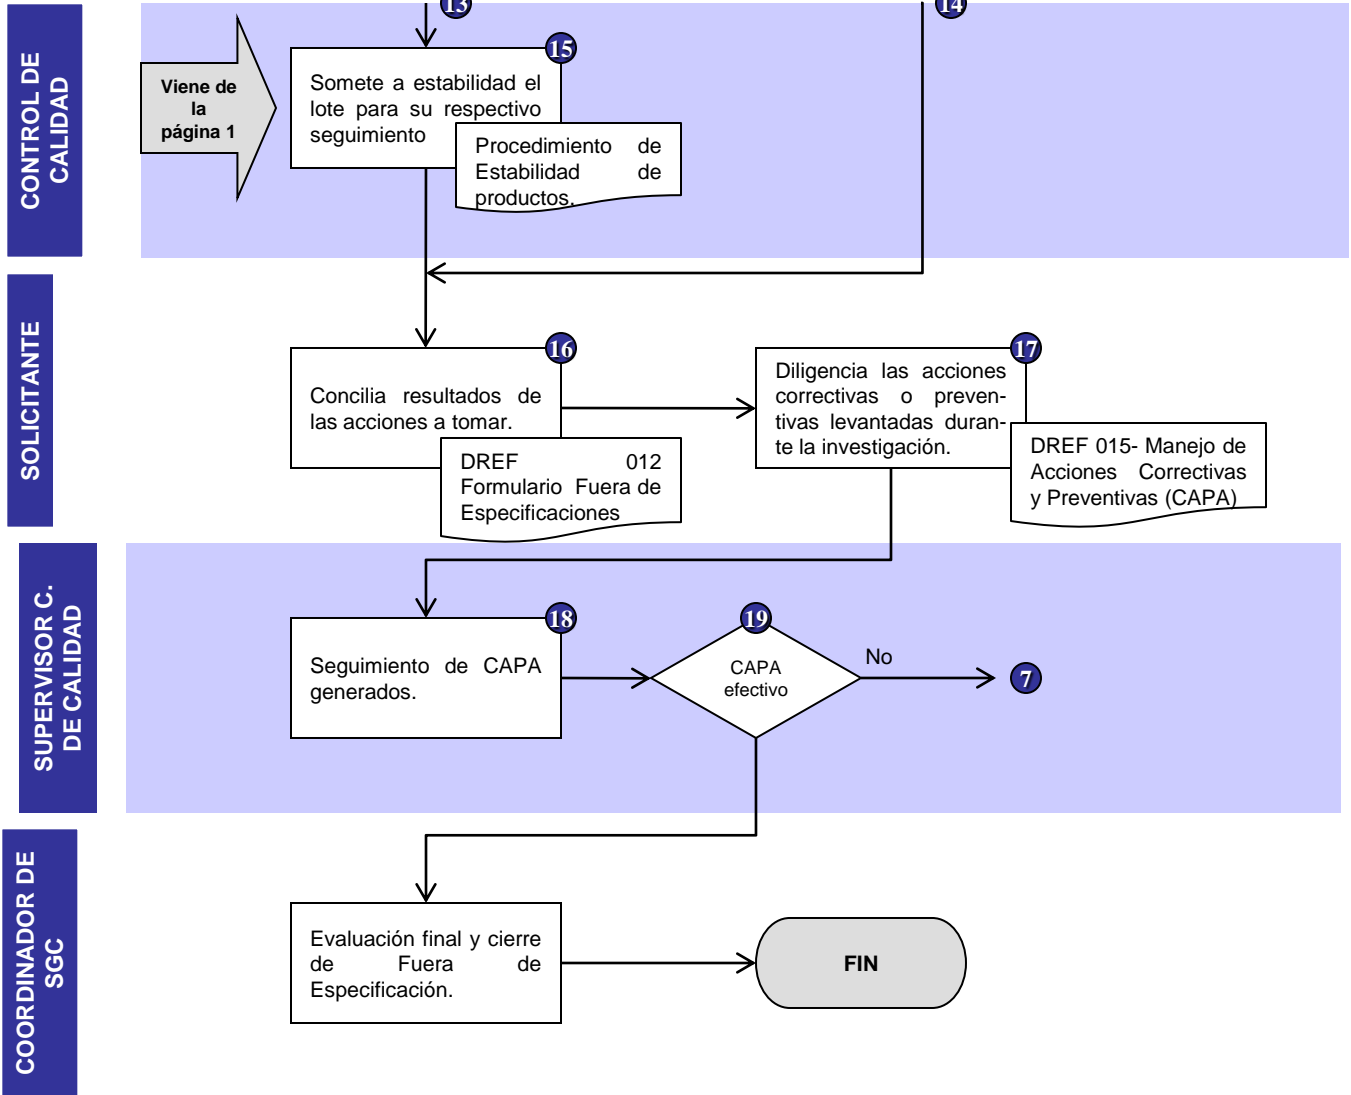 13
14
CONTROL DE
CALIDAD
Viene de
la
página 1
15
Somete a estabilidad el
lote para su respectivo
seguimiento
Procedimiento de
Estabilidad de
productos.
SOLICITANTE
16
Concilia resultados de
las acciones a tomar.
DREF 012
Formulario Fuera de
Especificaciones
17
Diligencia las acciones
correctivas o preven-
tivas levantadas duran-
te la investigación.
DREF 015- Manejo de
Acciones Correctivas
y Preventivas (CAPA)
SUPERVISOR C.
DE CALIDAD
18
Seguimiento de CAPA
generados.
19
CAPA
efectivo
No
7
COORDINADOR DE
SGC
Evaluación final y cierre
de Fuera de
Especificación.
FIN